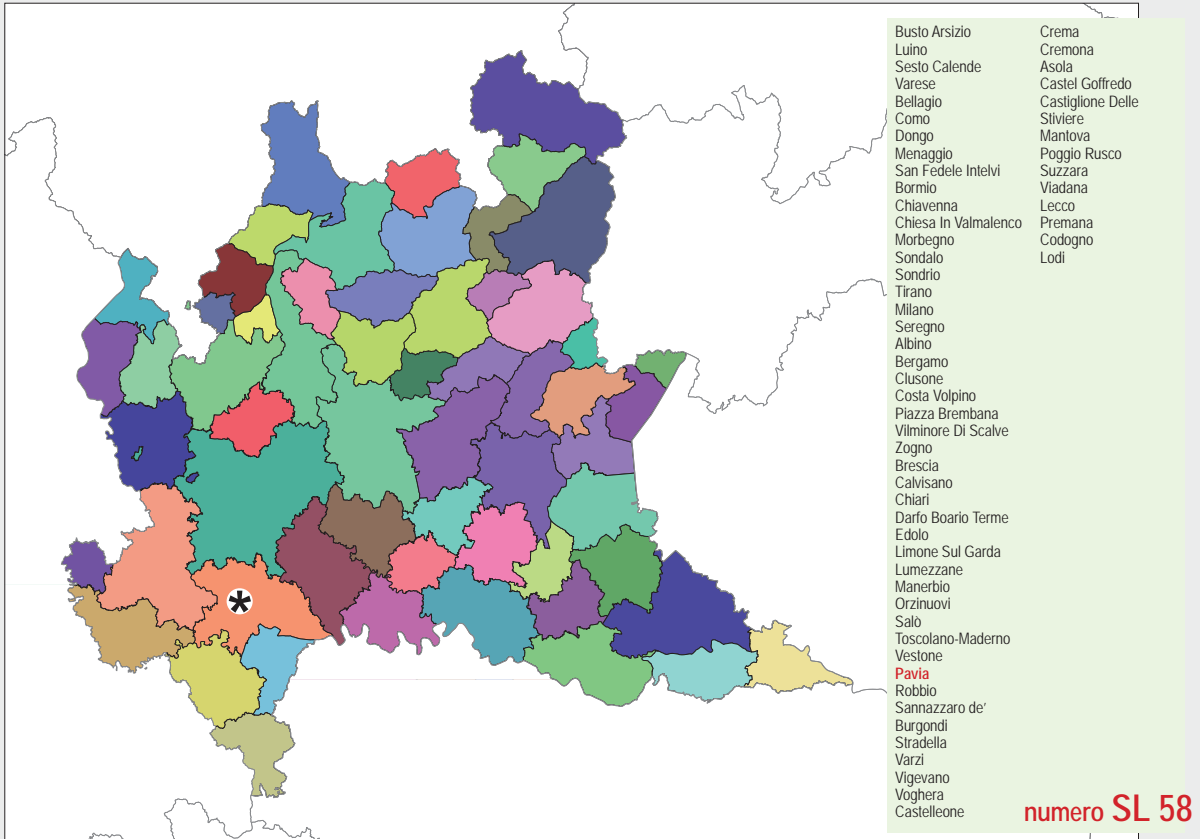 Busto Arsizio
Luino
Sesto Calende
Varese
Bellagio
Como
Dongo
Menaggio
San Fedele Intelvi
Bormio
Chiavenna
Chiesa In Valmalenco
Morbegno
Sondalo
Sondrio
Tirano
Milano
Seregno
Albino
Bergamo
Clusone
Costa Volpino
Piazza Brembana
Vilminore Di Scalve
Zogno
Brescia
Calvisano
Chiari
Darfo Boario Terme
Edolo
Limone Sul Garda
Lumezzane
Manerbio
Orzinuovi
Salò
Toscolano-Maderno
Vestone
Pavia
Robbio
Sannazzaro de'
Burgondi
Stradella
Varzi
Vigevano
Voghera
Castelleone
Crema
Cremona
Asola
Castel Goffredo
Castiglione Delle
Stiviere
Mantova
Poggio Rusco
Suzzara
Viadana
Lecco
Premana
Codogno
Lodi
numero SL 58
*